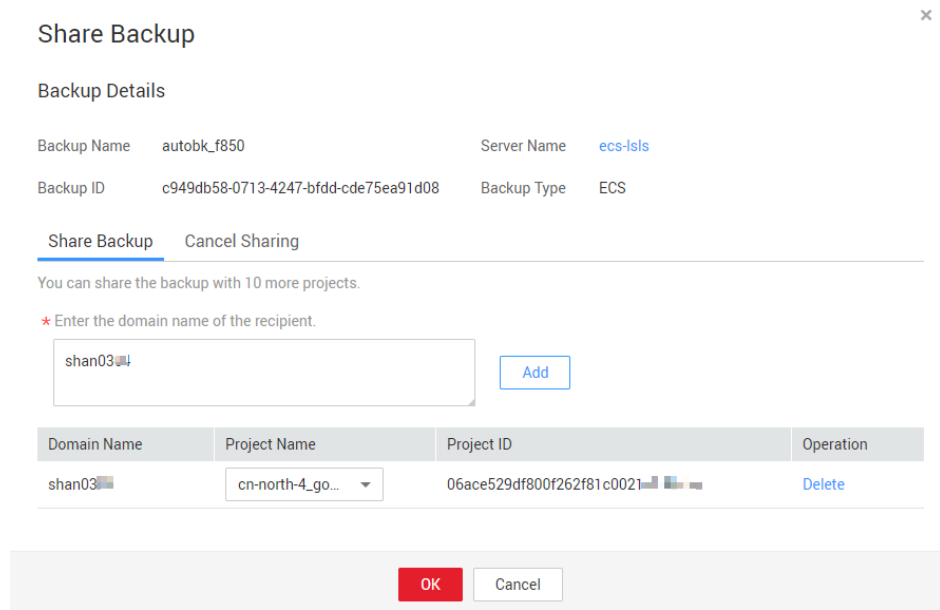 Share Backup
Backup Details
Backup Name autobk_f850 Server Name ecs-lsls
Backup ID c949db58-0713-4247-bfdd-cde75ea91d08 Backup Type ECS
Share Backup Cancel Sharing
You can share the backup with 10 more projects.
* Enter the domain name of the recipient.
shan03
Add
Domain Name Project Name Project ID Operation
shan03 cn-north-4_go... 06ace529df800f262f81c0021 Delete
OK Cancel